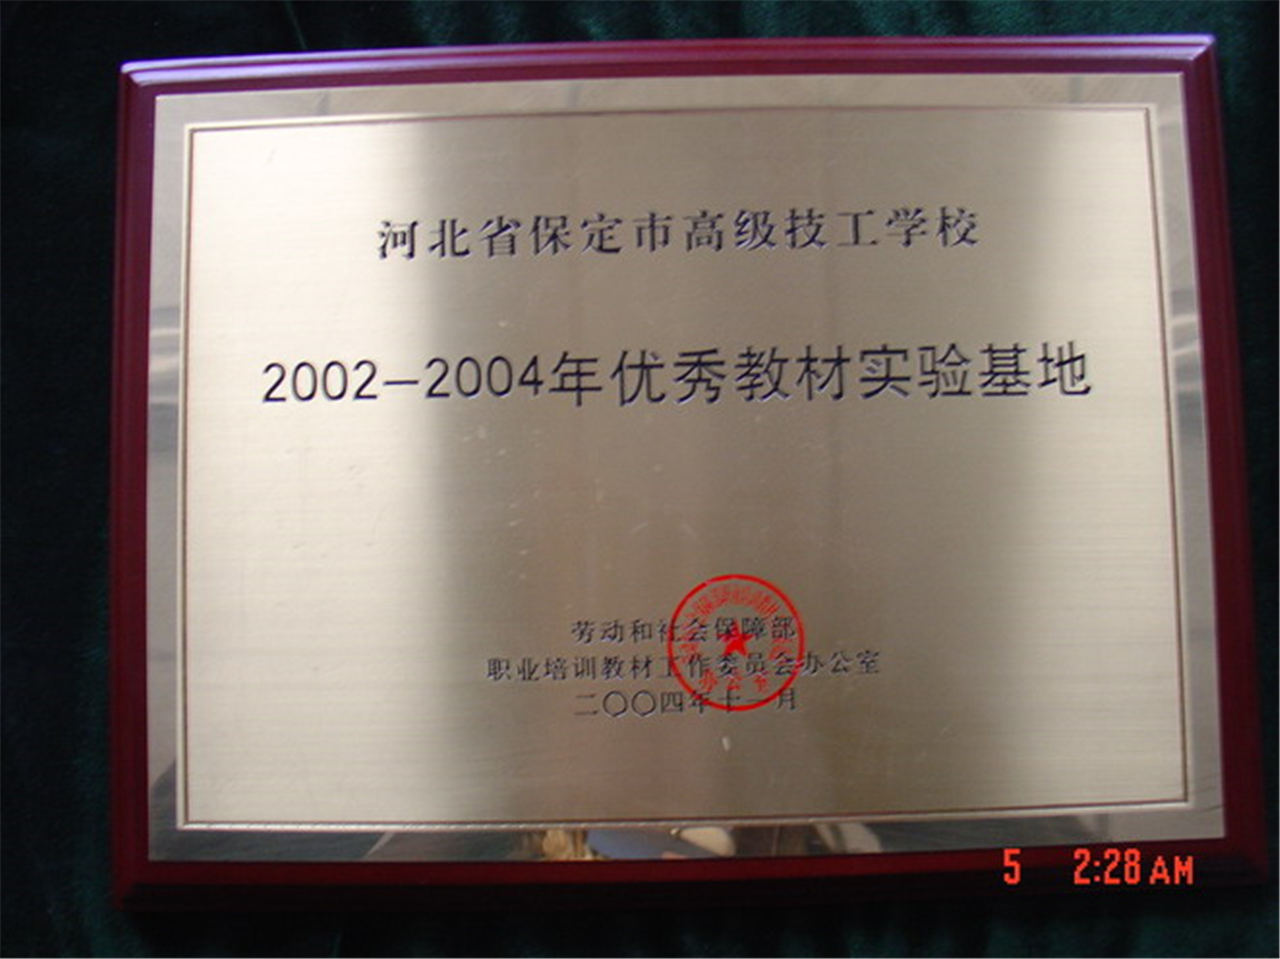 河北省保定市高级技工学校
2002-2004年优秀教材实验基地
劳动和社会保障部
职业培训教材工作委员会办公室
二〇〇四年十一月
办公室
5 2:28 AM